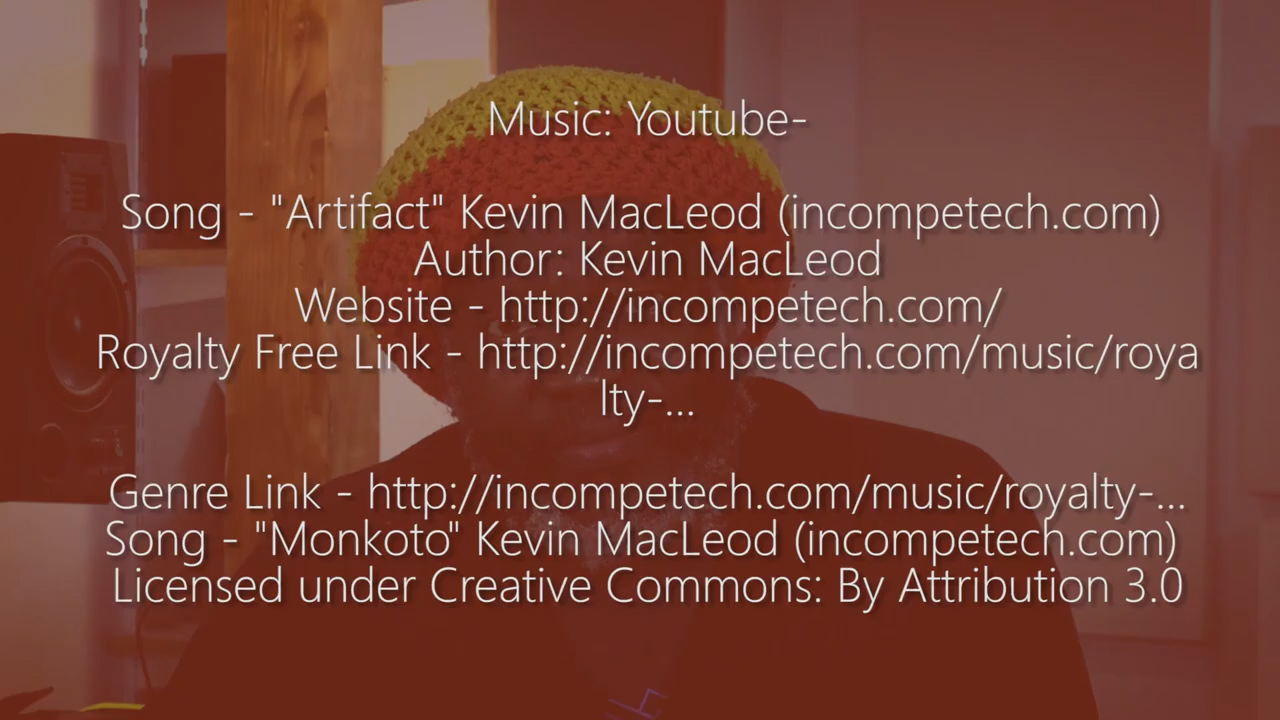 Music: Youtube-
Song - "Artifact" Kevin MacLeod (incompetech.com)
Author: Kevin MacLeod
Website - http://incompetech.com/
Royalty Free Link - http://incompetech.com/music/roya
lty-...
Genre Link - http://incompetech.com/music/royalty-...
Song - "Monkoto" Kevin MacLeod (incompetech.com)
Licensed under Creative Commons: By Attribution 3.0